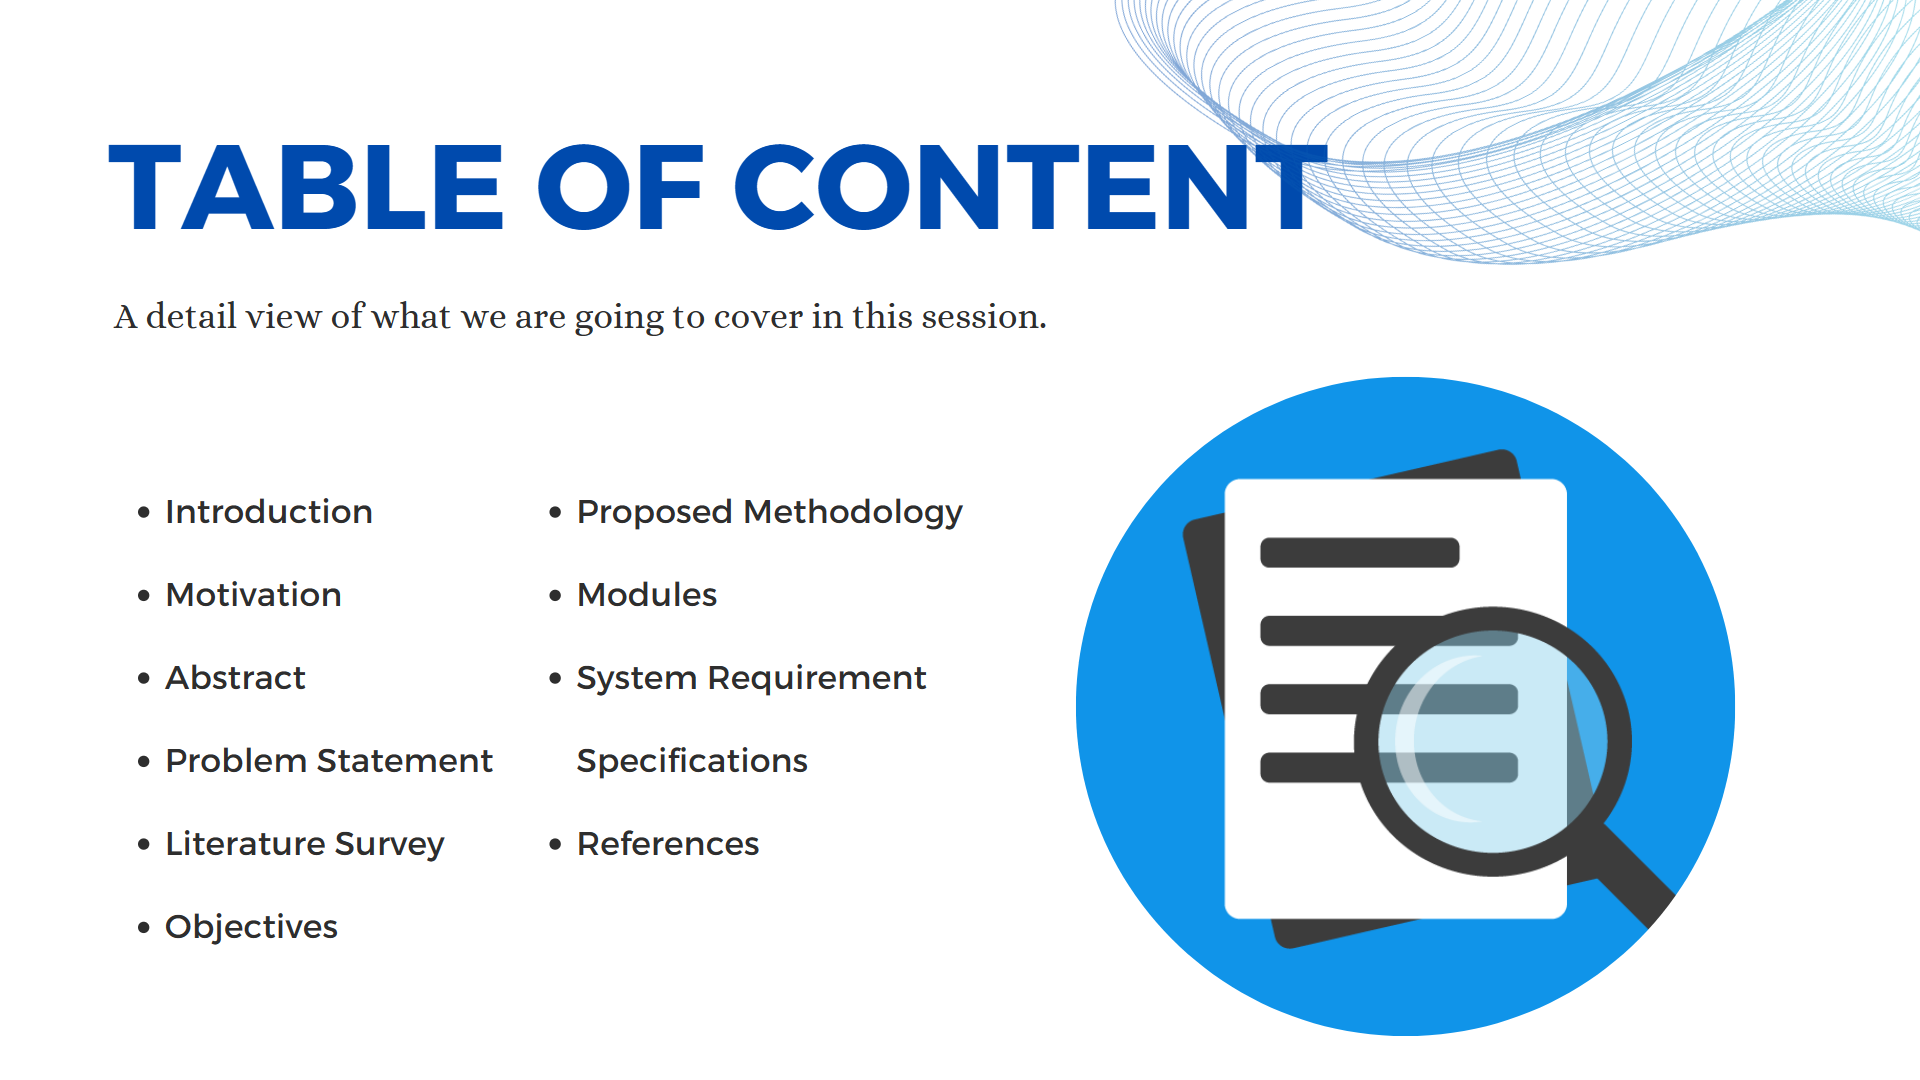 TABLE OF CONTENT
A detail view of what we are going to cover in this session.
• Introduction
• Motivation
• Abstract
• Problem Statement
• Literature Survey
• Objectives
• Proposed Methodology
• Modules
• System Requirement
Specifications
• References